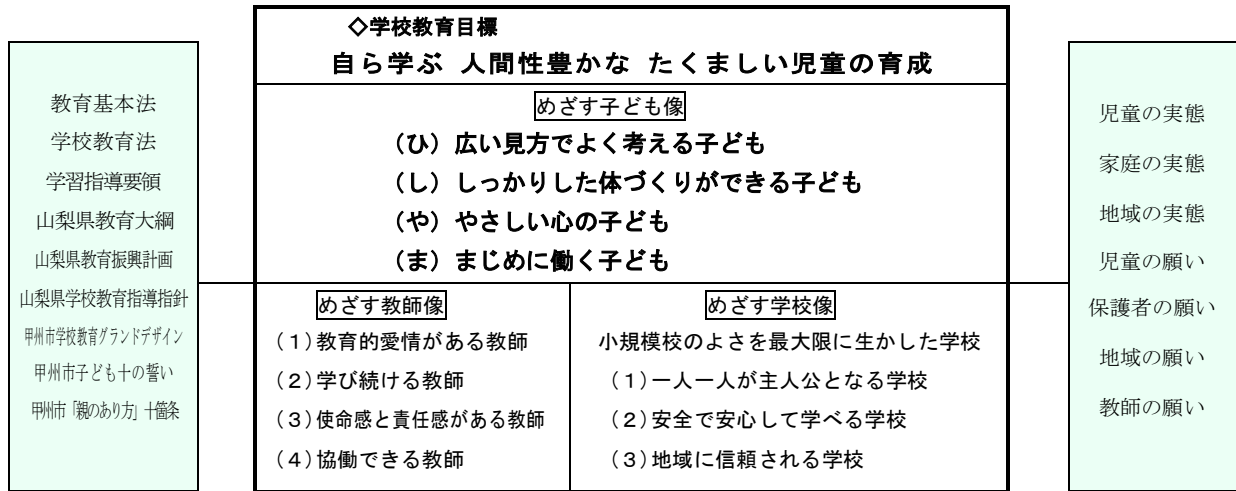 教育基本法
学校教育法
学習指導要領
山梨県教育大綱
山梨県教育振興計画
山梨県学校教育指導指針
甲州市学校教育グランドデザイン
甲州市子ども十の誓い
甲州市「親のあり方」十箇条
◇学校教育目標
自ら学ぶ 人間性豊かな たくましい児童の育成
めざす子ども像
（ひ）広い見方でよく考える子ども
（し）しっかりした体づくりができる子ども
（や）やさしい心の子ども
（ま）まじめに働く子ども
めざす教師像
（１）教育的愛情がある教師
（２）学び続ける教師
（３）使命感と責任感がある教師
（４）協働できる教師
めざす学校像
小規模校のよさを最大限に生かした学校
（１）一人一人が主人公となる学校
（２）安全で安心して学べる学校
（３）地域に信頼される学校
児童の実態
家庭の実態
地域の実態
児童の願い
保護者の願い
地域の願い
教師の願い